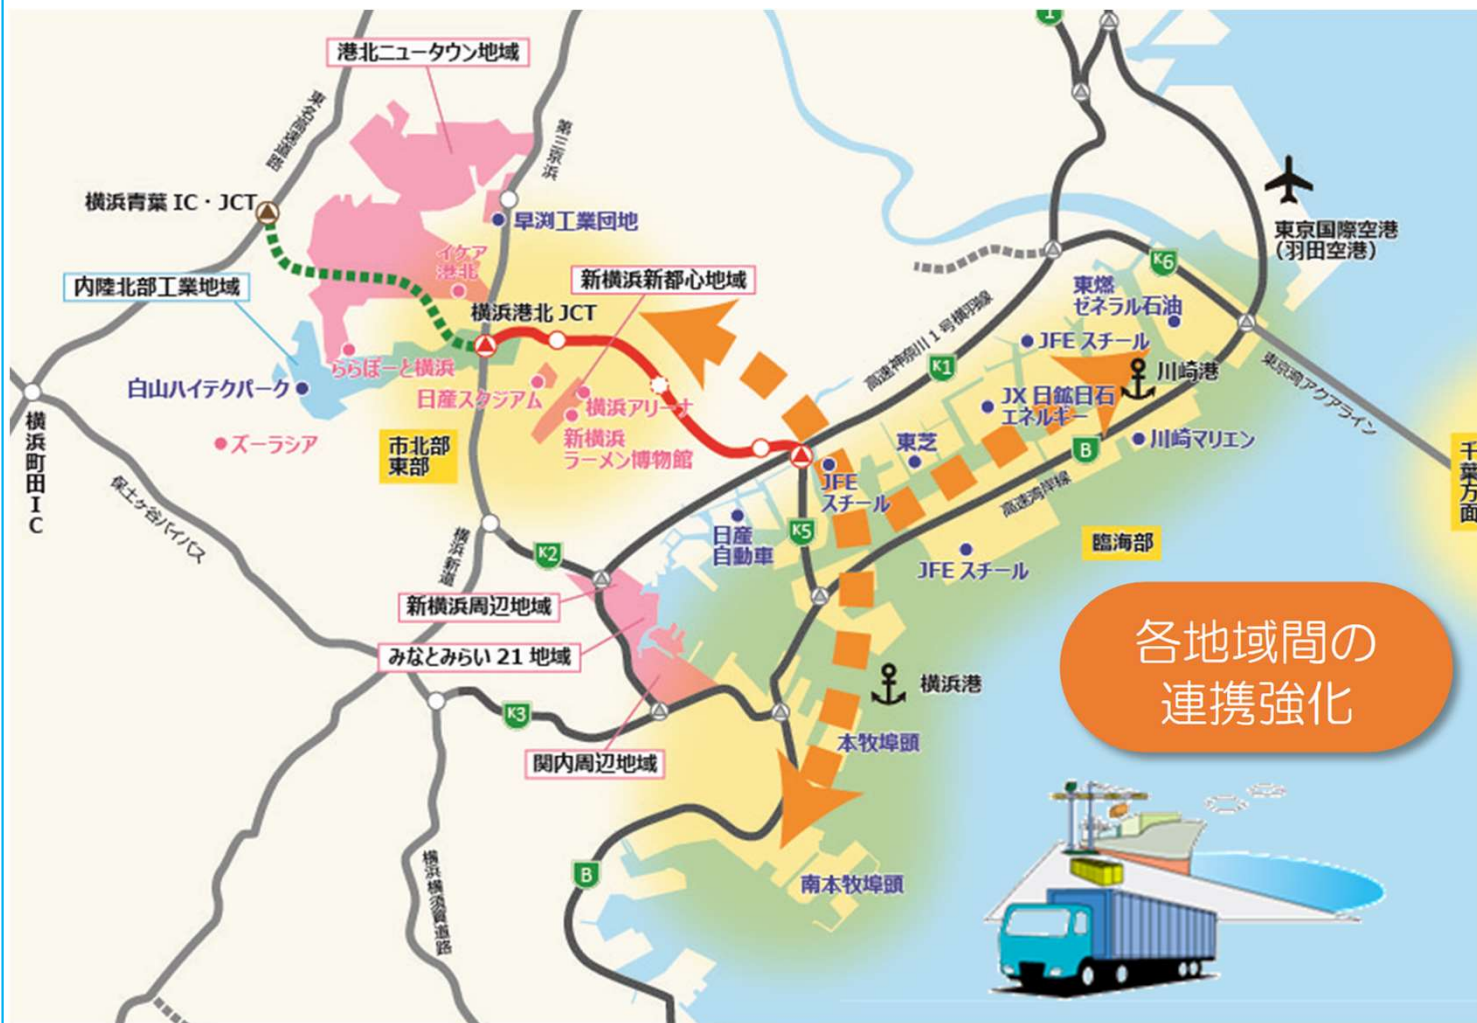 1
港北ニュータウン地域
東名高速道路
第三京浜
横浜青葉 IC・JCT
早渕工業団地
東京国際空港
(羽田空港)
イケア
港北
新横浜新都心地域
K6
内陸北部工業地域
東燃
ゼネラル石油
横浜港北 JCT
高速神奈川1号横羽線
JFE スチール
東京湾アクアライン
K1
川崎港
ららぽーと横浜
白山ハイテクパーク
日産スタジアム
横浜アリーナ
JX 日鉱日石
エネルギー
横浜町田IC
ズーラシア
市北部
東部
新横浜
ラーメン博物館
東芝
B
川崎マリエン
千葉方面
JFE
スチール
高速湾岸線
保土ヶ谷バイパス
横浜新道
K2
日産
自動車
K5
JFE スチール
臨海部
新横浜周辺地域
みなとみらい 21 地域
各地域間の
連携強化
横浜港
K3
本牧埠頭
関内周辺地域
B
南本牧埠頭
横浜横須賀道路